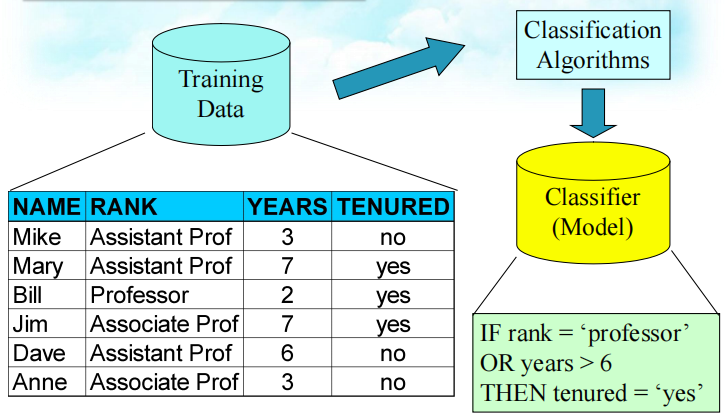 Training
Data
Classification
Algorithms
Classifier
(Model)
NAME RANK YEARS TENURED
Mike Assistant Prof 3 no
Mary Assistant Prof 7 yes
Bill Professor 2 yes
Jim Associate Prof 7 yes
Dave Assistant Prof 6 no
Anne Associate Prof 3 no
IF rank = ‘professor’
OR years > 6
THEN tenured = ‘yes’